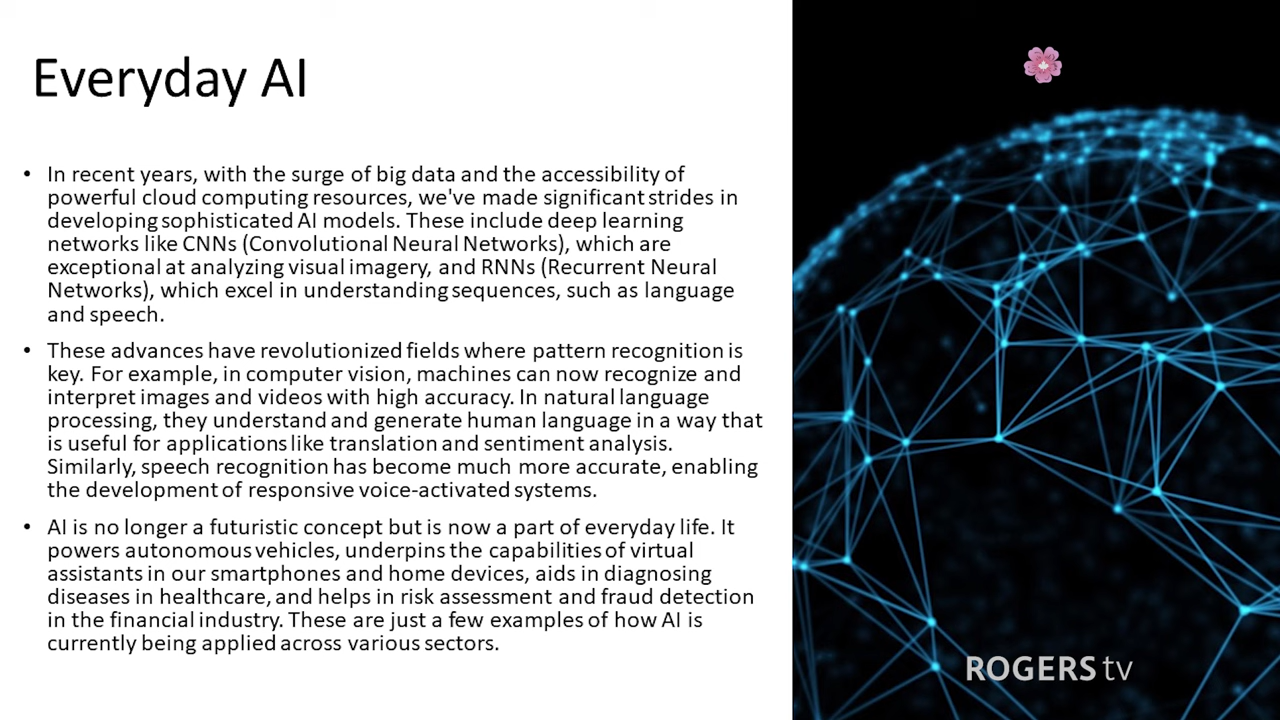 Everyday AI
• In recent years, with the surge of big data and the accessibility of
powerful cloud computing resources, we've made significant strides in
developing sophisticated AI models. These include deep learning
networks like CNNs (Convolutional Neural Networks), which are
exceptional at analyzing visual imagery, and RNNs (Recurrent Neural
Networks), which excel in understanding sequences, such as language
and speech.
• These advances have revolutionized fields where pattern recognition is
key. For example, in computer vision, machines can now recognize and
interpret images and videos with high accuracy. In natural language
processing, they understand and generate human language in a way that
is useful for applications like translation and sentiment analysis.
Similarly, speech recognition has become much more accurate, enabling
the development of responsive voice-activated systems.
• AI is no longer a futuristic concept but is now a part of everyday life. It
powers autonomous vehicles, underpins the capabilities of virtual
assistants in our smartphones and home devices, aids in diagnosing
diseases in healthcare, and helps in risk assessment and fraud detection
in the financial industry. These are just a few examples of how AI is
currently being applied across various sectors.
ROGERS tv